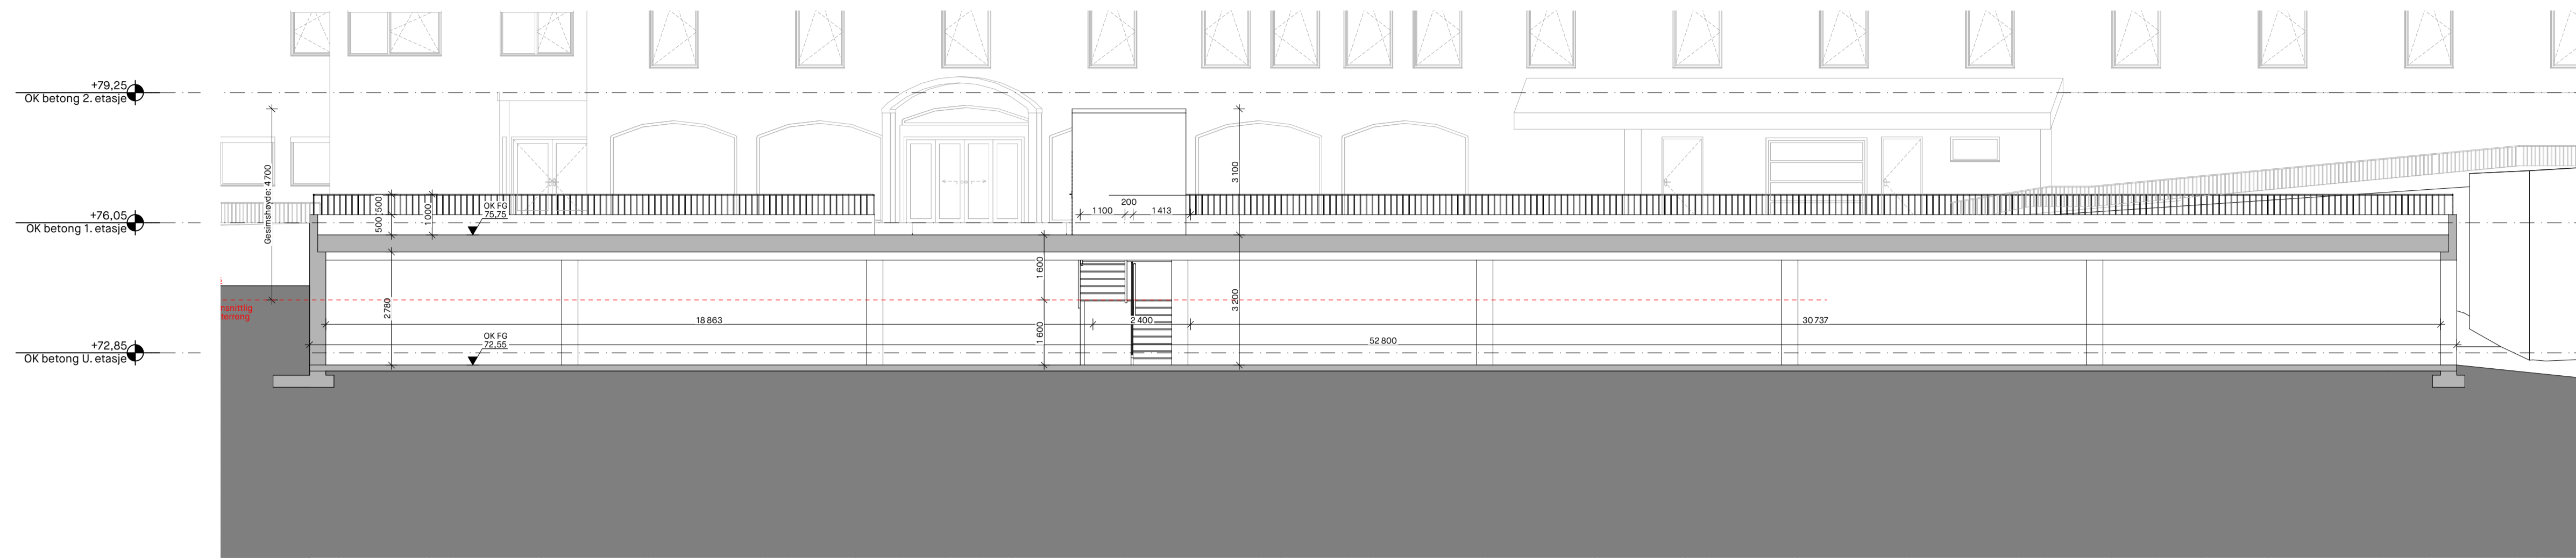 +79,25
OK betong 2. etasje
+76,05
OK betong 1. etasje
+72,85
OK betong U. etasje
Gesimshøyde: 4 700
snittlig
terreng
500
500
1 000
OK FG
75,75
2 780
OK FG
72,55
18 863
1 600
1 600
1 100
200
1 413
2 400
3 100
3 200
52 800
30 737